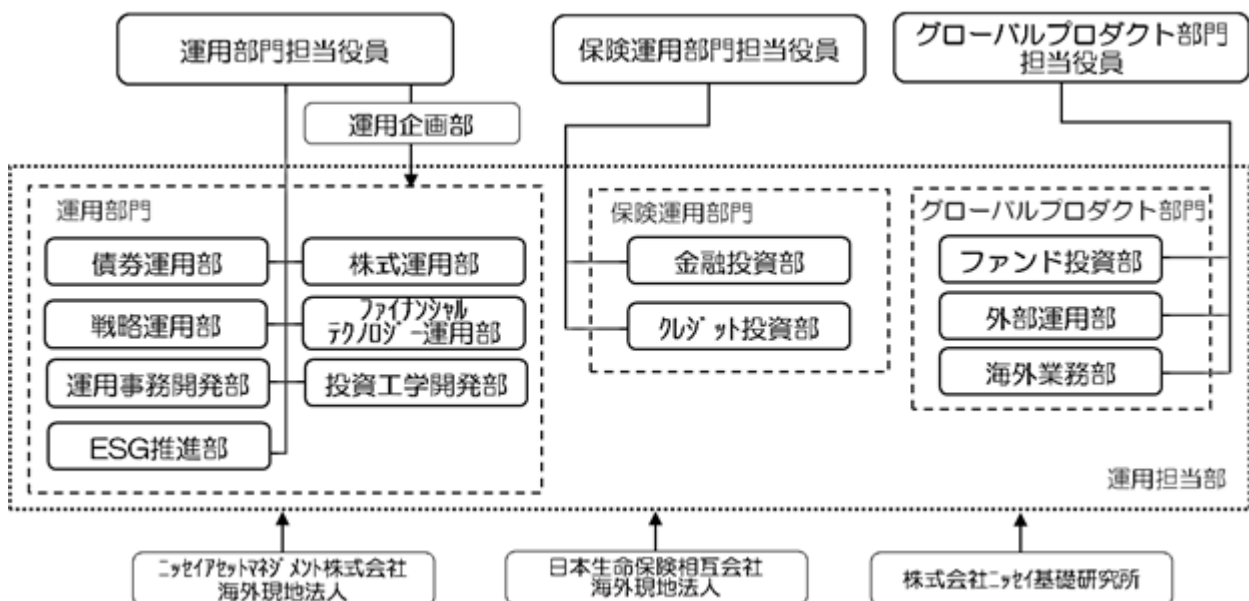 運用部門担当役員
保険運用部門担当役員
グローバルプロダクト部門
担当役員
運用企画部
運用部門
債券運用部
株式運用部
戦略運用部
ファイナンシャル
テクノロジー運用部
運用事務開発部
投資工学開発部
ESG推進部
保険運用部門
金融投資部
クレジット投資部
グローバルプロダクト部門
ファンド投資部
外部運用部
海外業務部
運用担当部
ニッセイアセットマネジメント株式会社
海外現地法人
日本生命保険相互会社
海外現地法人
株式会社ニッセイ基礎研究所